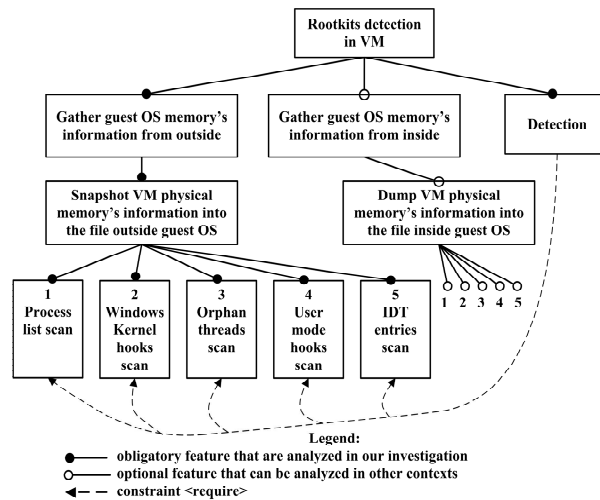 Rootkits detection
in VM
Gather guest OS memory's
information from outside
Gather guest OS memory's
information from inside
Detection
Snapshot VM physical
memory's information into
the file outside guest OS
Dump VM physical
memory's information into
the file inside guest OS
1
Process
list scan
2
Windows
Kernel
hooks
scan
3
Orphan
threads
scan
4
User
mode
hooks
scan
5
IDT
entries
scan
1 2 3 4 5
Legend:
obligatory feature that are analyzed in our investigation
optional feature that can be analyzed in other contexts
constraint <require>